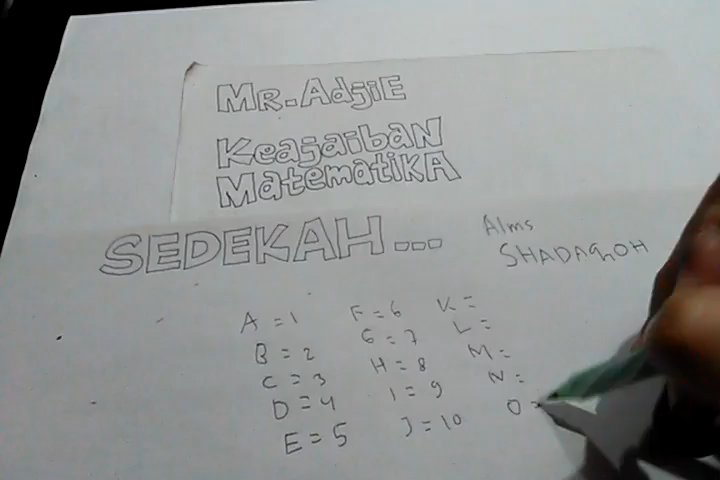 MR. AdjiE
KeajaibaN
MatematiKA
SEDEKAH...
Alms
SHADAqOH
A = 1
B = 2
C = 3
D = 4
E = 5
F = 6
G = 7
H = 8
I = 9
J = 10
K =
L =
M =
N =
O =